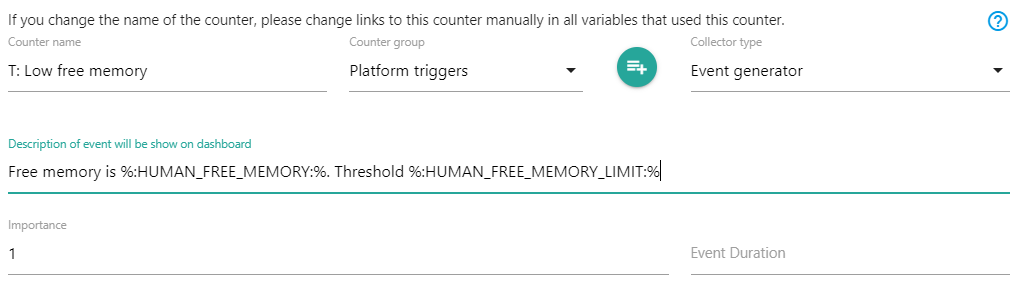 If you change the name of the counter, please change links to this counter manually in all variables that used this counter.
Counter name
Counter group
Collector type
T: Low free memory
Platform triggers
Event generator
Description of event will be show on dashboard
Free memory is %:HUMAN_FREE_MEMORY:%. Threshold %:HUMAN_FREE_MEMORY_LIMIT:%
Importance
1
Event Duration